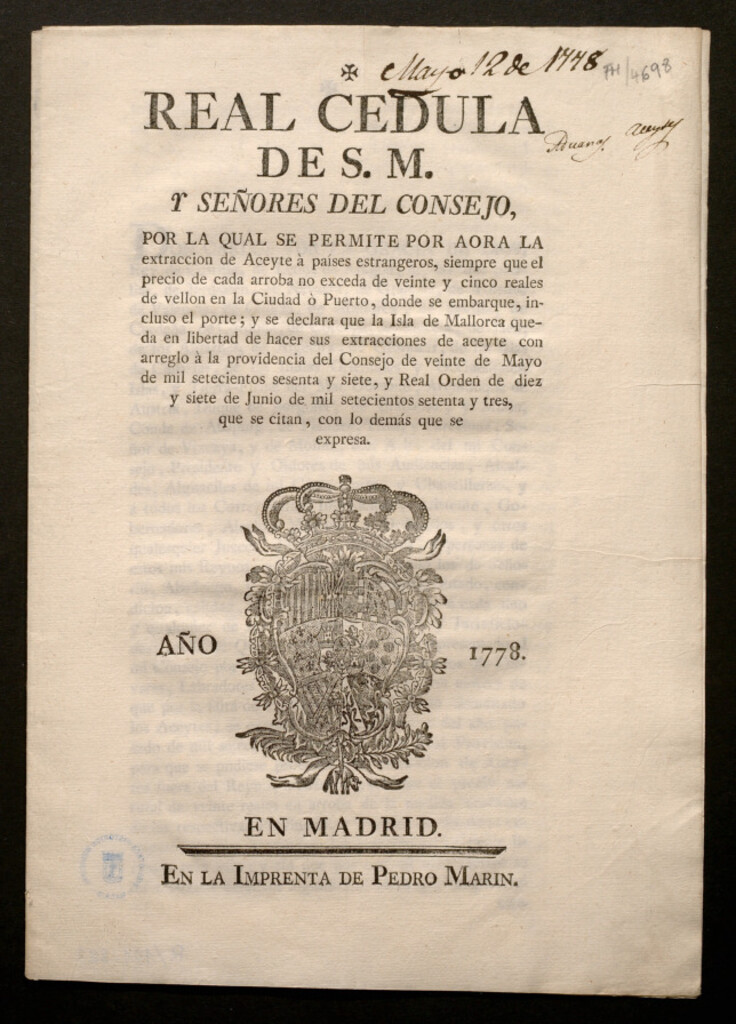 ✠ Mayo 12 de 1778
FH/4698
REAL CEDULA
Aduanas aceyte
DE S. M.
Y SEÑORES DEL CONSEJO,
POR LA QUAL SE PERMITE POR AORA LA
extraccion de Aceyte à países estrangeros, siempre que el
precio de cada arroba no exceda de veinte y cinco reales
de vellon en la Ciudad ò Puerto, donde se embarque, in-
cluso el porte; y se declara que la Isla de Mallorca que-
da en libertad de hacer sus extracciones de aceyte con
arreglo à la providencia del Consejo de veinte de Mayo
de mil setecientos sesenta y siete, y Real Orden de diez
y siete de Junio de mil setecientos setenta y tres,
que se citan, con lo demás que se
expresa.
AÑO 1778.
EN MADRID.
EN LA IMPRENTA DE PEDRO MARIN.